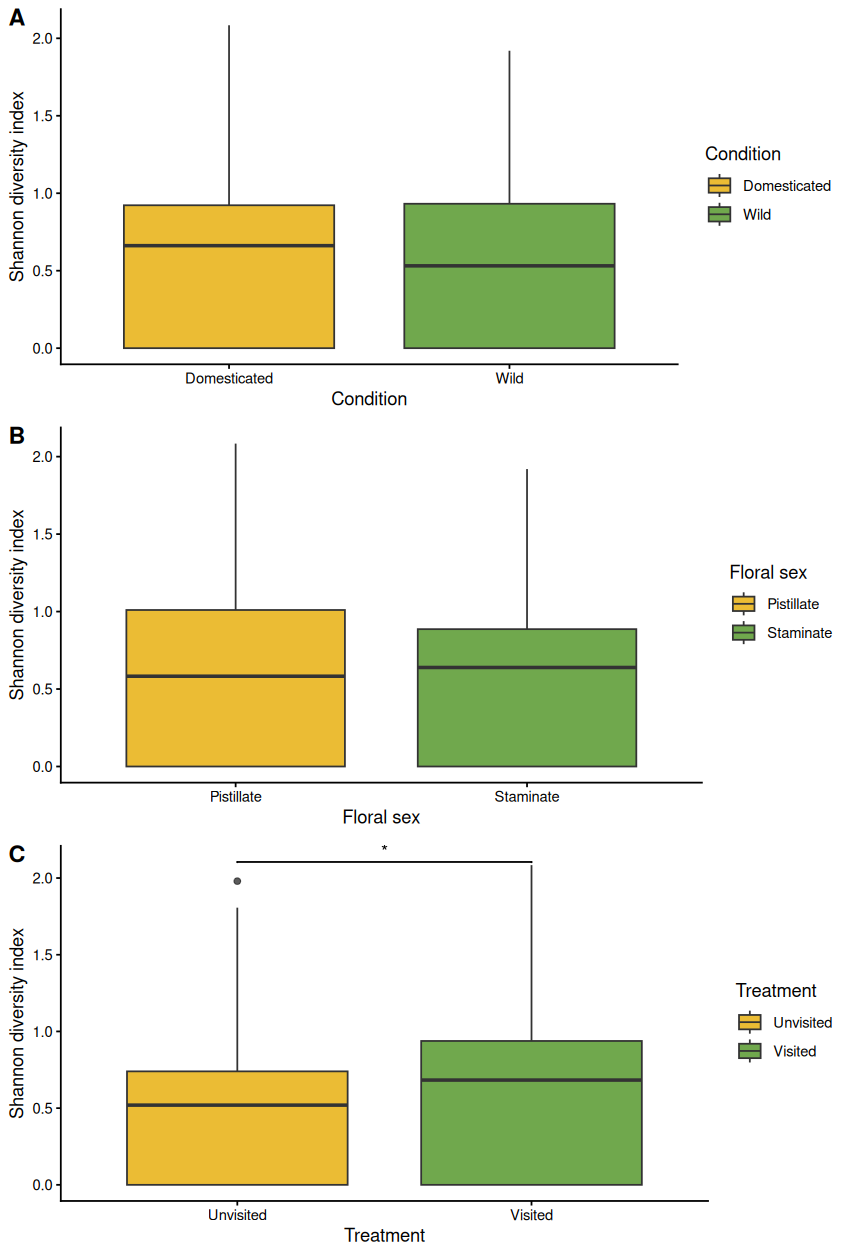 A
Shannon diversity index
2.0
1.5
1.0
0.5
0.0
Domesticated
Wild
Condition
Condition
Domesticated
Wild
B
Shannon diversity index
2.0
1.5
1.0
0.5
0.0
Pistillate
Staminate
Floral sex
Floral sex
Pistillate
Staminate
C
Shannon diversity index
2.0
1.5
1.0
0.5
0.0
*
Unvisited
Visited
Treatment
Treatment
Unvisited
Visited